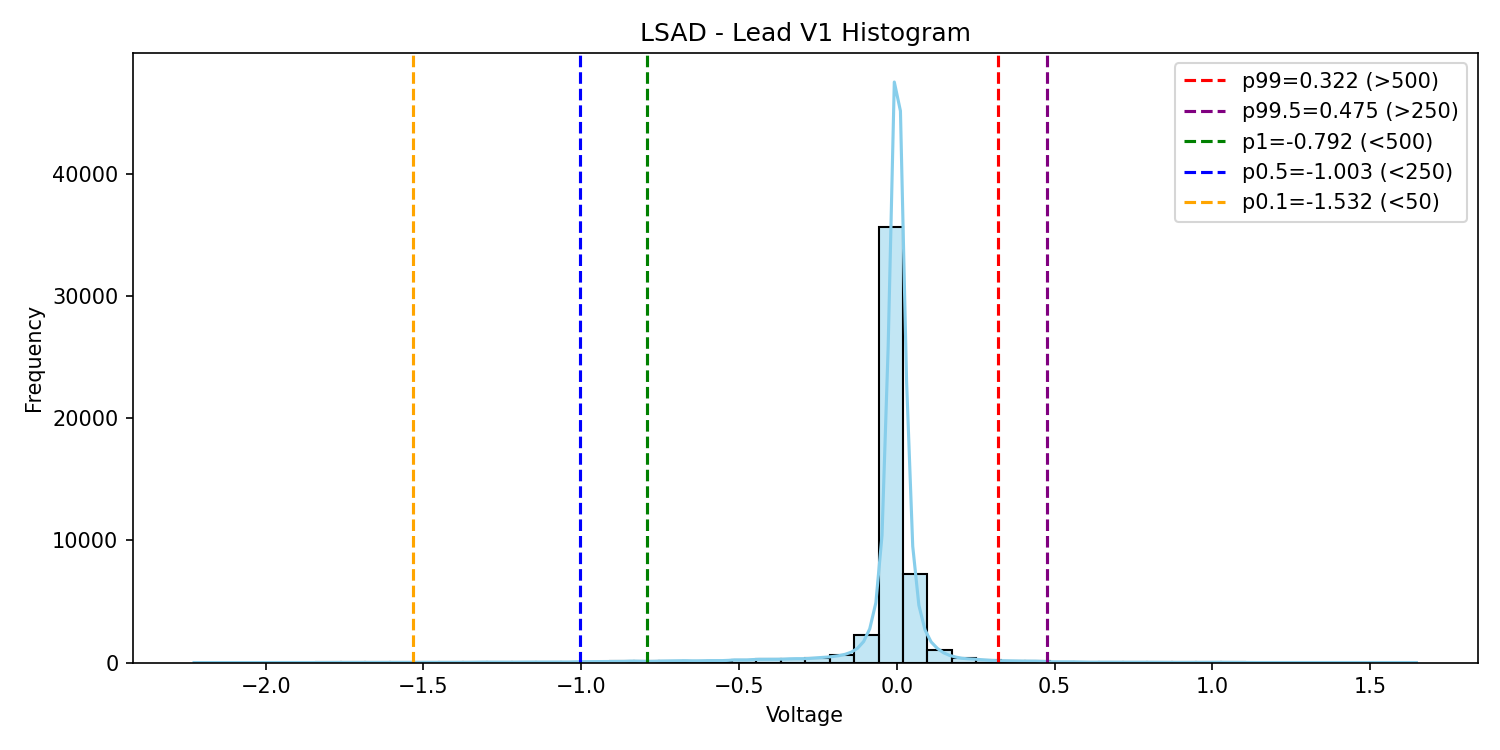 LSAD - Lead V1 Histogram
p99=0.322 (>500)
p99.5=0.475 (>250)
p1=-0.792 (<500)
p0.5=-1.003 (<250)
p0.1=-1.532 (<50)
Frequency
40000
30000
20000
10000
0
−2.0 −1.5 −1.0 −0.5 0.0 0.5 1.0 1.5
Voltage